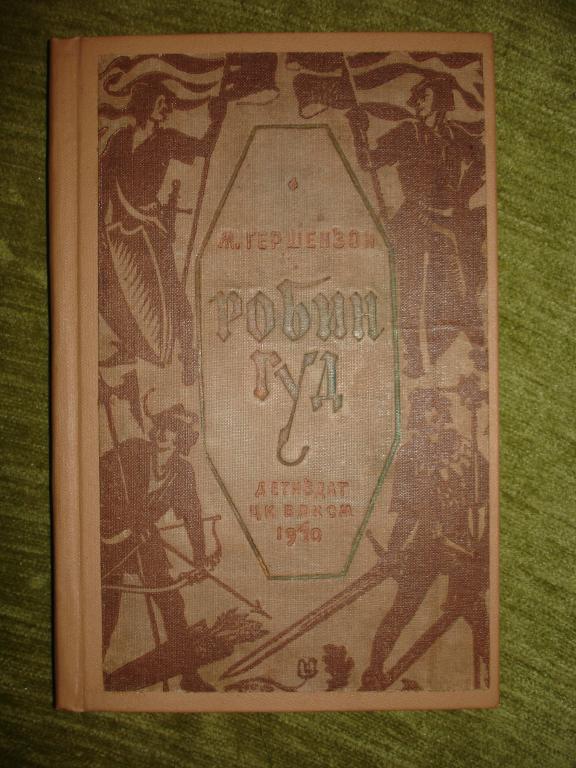 М. ГЕРШЕНЗОН
РОБИН
ГУД
ДЕТИЗДАТ
ЦК ВЛКСМ
1940